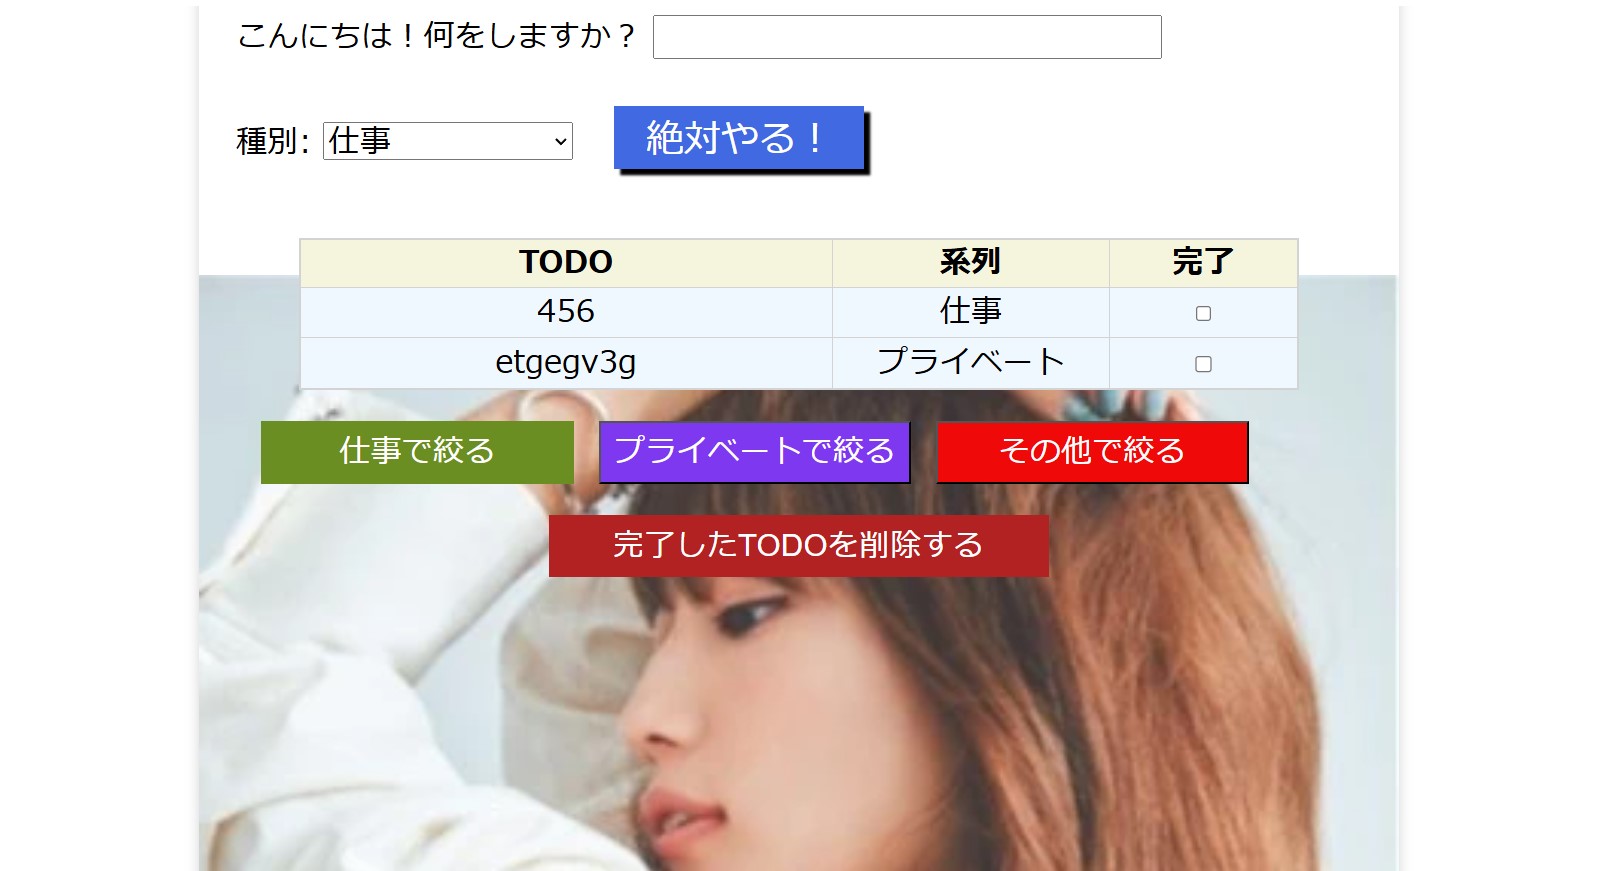 こんにちは！何をしますか？
種別: 仕事 絶対やる！
TODO 系列 完了
456 仕事
etgegv3g プライベート
仕事で絞る プライベートで絞る その他で絞る
完了したTODOを削除する